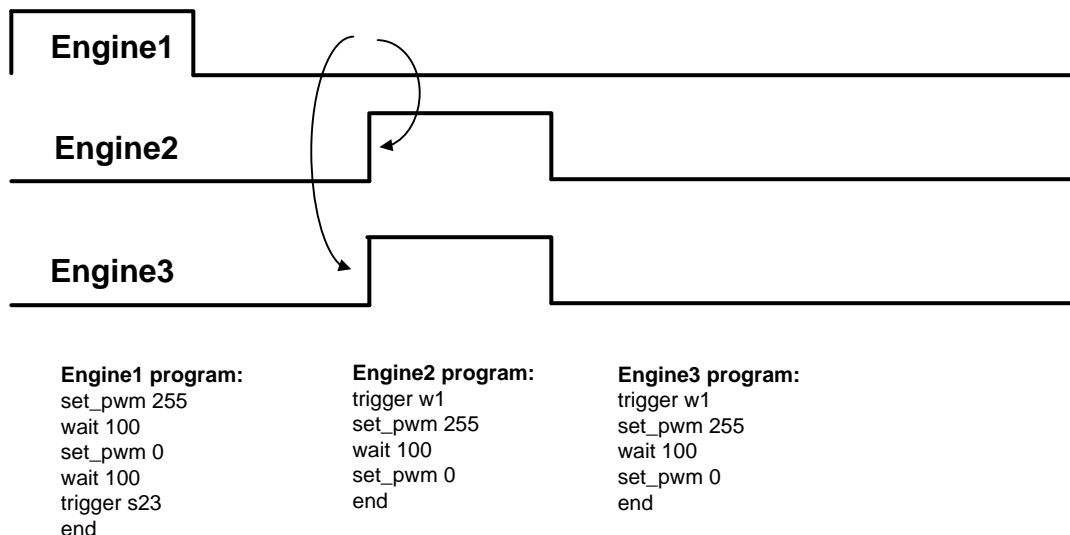 Engine1
Engine2
Engine3
Engine1 program:
set_pwm 255
wait 100
set_pwm 0
wait 100
trigger s23
end
Engine2 program:
trigger w1
set_pwm 255
wait 100
set_pwm 0
end
Engine3 program:
trigger w1
set_pwm 255
wait 100
set_pwm 0
end